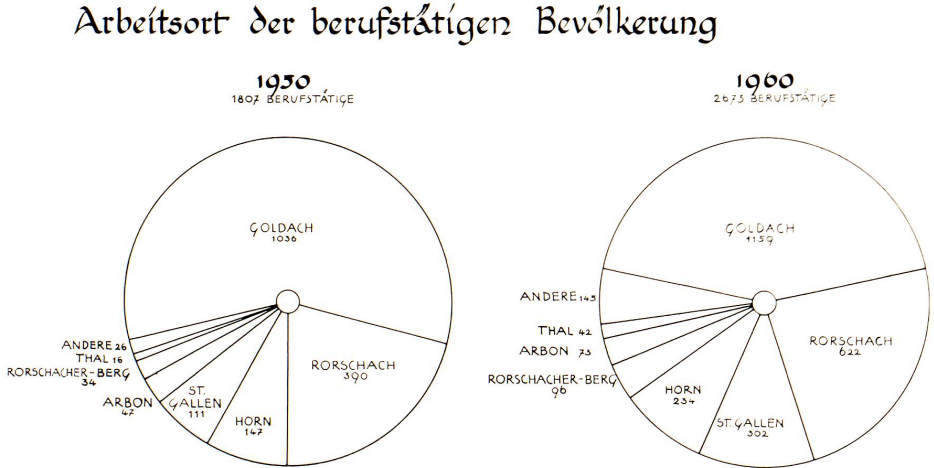 Arbeitsort der berufstätigen Bevölkerung
1950
1807 BERUFSTÄTIGE
GOLDACH
1036
RORSCHACH
390
HORN
147
ST.
GALLEN
111
ARBON
47
RORSCHACHER-BERG
34
THAL 16
ANDERE 26
1960
2673 BERUFSTÄTIGE
GOLDACH
1159
RORSCHACH
622
ST. GALLEN
302
HORN
234
RORSCHACHER-BERG
96
ARBON 73
THAL 42
ANDERE 145